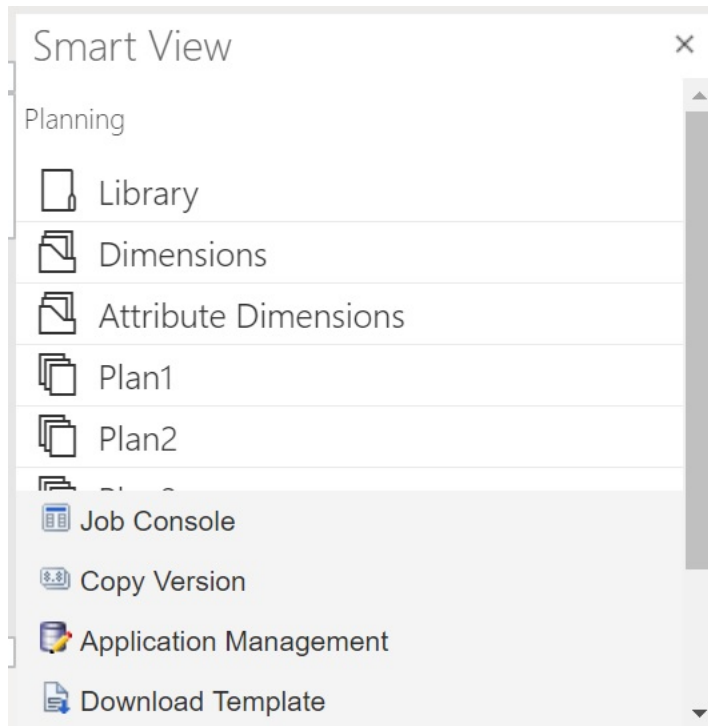 Smart View
Planning
Library
Dimensions
Attribute Dimensions
Plan1
Plan2
Job Console
Copy Version
Application Management
Download Template